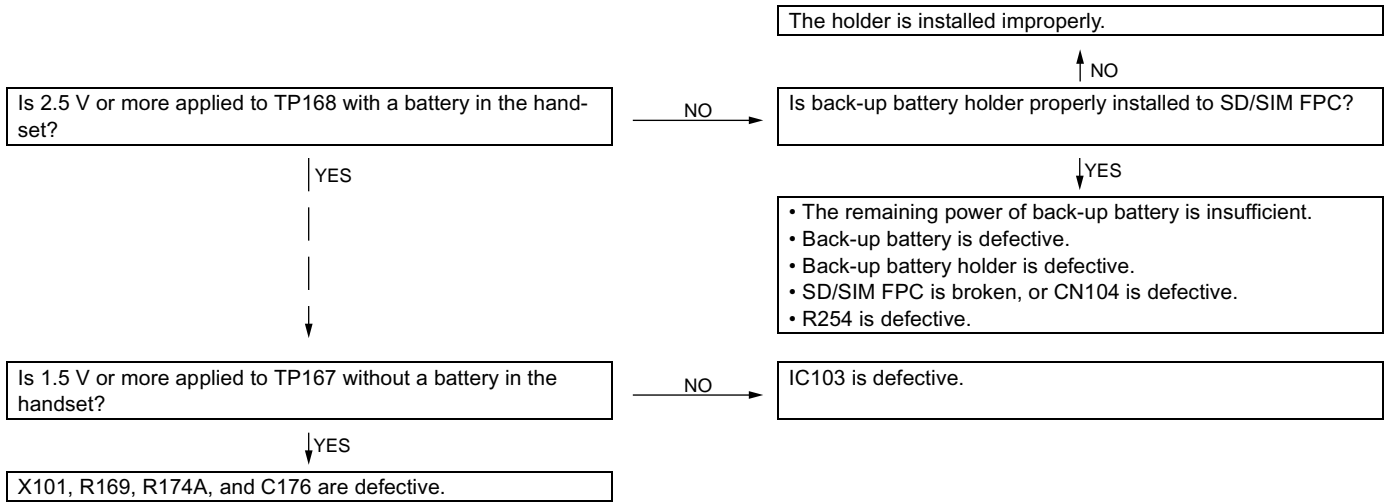 The holder is installed improperly.
NO
Is 2.5 V or more applied to TP168 with a battery in the hand-
set?
NO
Is back-up battery holder properly installed to SD/SIM FPC?
YES
YES
• The remaining power of back-up battery is insufficient.
• Back-up battery is defective.
• Back-up battery holder is defective.
• SD/SIM FPC is broken, or CN104 is defective.
• R254 is defective.
Is 1.5 V or more applied to TP167 without a battery in the
handset?
NO
IC103 is defective.
YES
X101, R169, R174A, and C176 are defective.